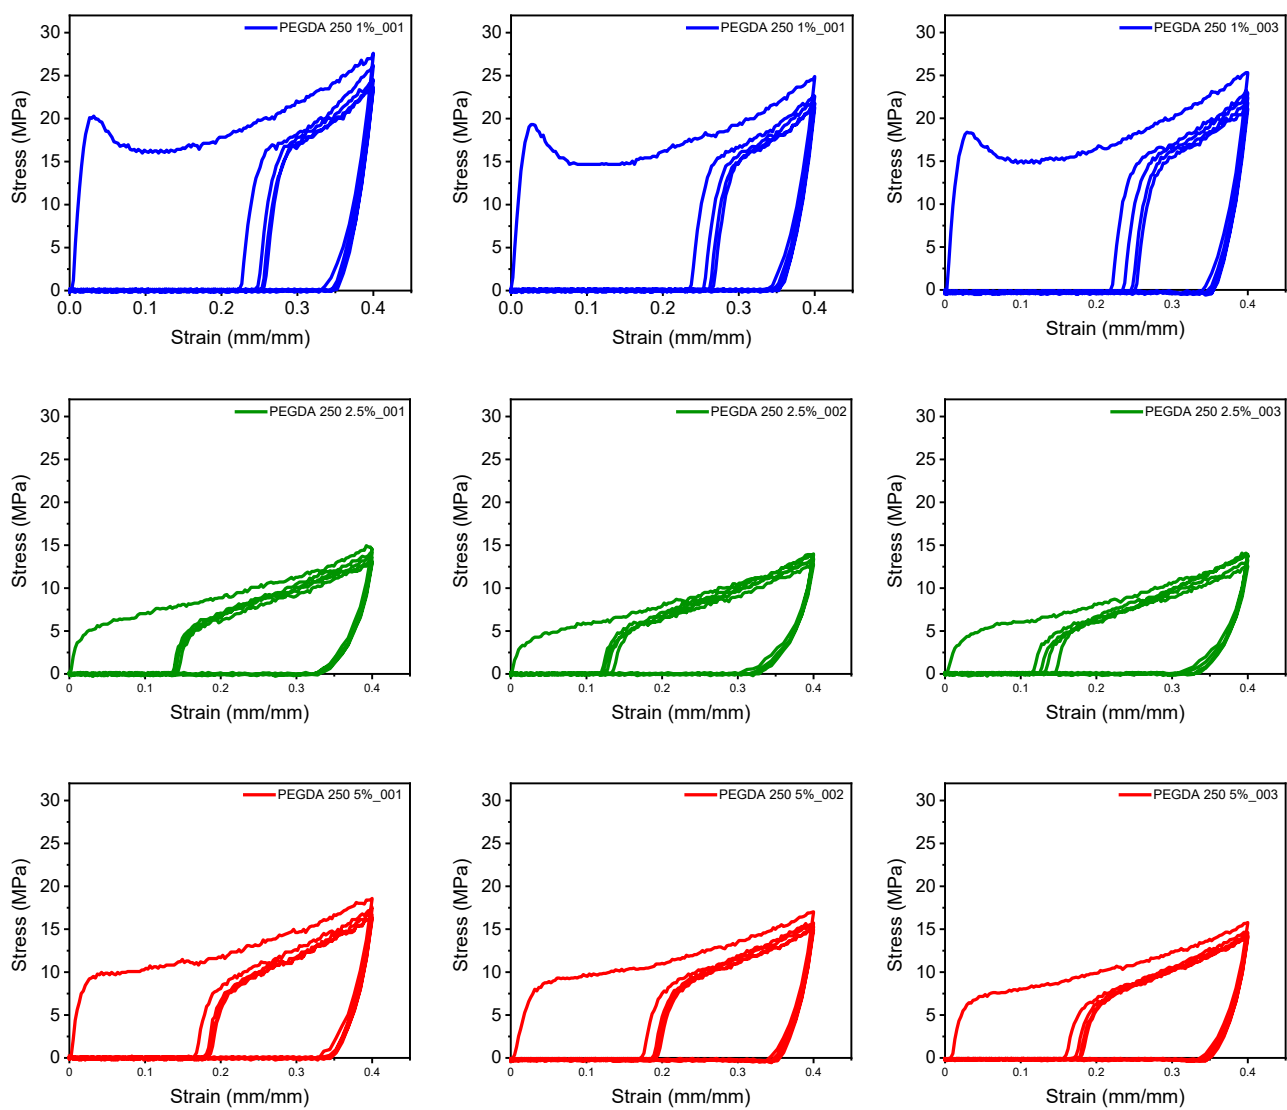 PEGDA 250 1%_001
30
25
20
15
10
5
0
Stress (MPa)
0.0 0.1 0.2 0.3 0.4
Strain (mm/mm)
PEGDA 250 1%_001
30
25
20
15
10
5
0
Stress (MPa)
0.0 0.1 0.2 0.3 0.4
Strain (mm/mm)
PEGDA 250 1%_003
30
25
20
15
10
5
0
Stress (MPa)
0 0.1 0.2 0.3 0.4
Strain (mm/mm)
PEGDA 250 2.5%_001
30
25
20
15
10
5
0
Stress (MPa)
0 0.1 0.2 0.3 0.4
Strain (mm/mm)
PEGDA 250 2.5%_002
30
25
20
15
10
5
0
Stress (MPa)
0 0.1 0.2 0.3 0.4
Strain (mm/mm)
PEGDA 250 2.5%_003
30
25
20
15
10
5
0
Stress (MPa)
0 0.1 0.2 0.3 0.4
Strain (mm/mm)
PEGDA 250 5%_001
30
25
20
15
10
5
0
Stress (MPa)
0 0.1 0.2 0.3 0.4
Strain (mm/mm)
PEGDA 250 5%_002
30
25
20
15
10
5
0
Stress (MPa)
0 0.1 0.2 0.3 0.4
Strain (mm/mm)
PEGDA 250 5%_003
30
25
20
15
10
5
0
Stress (MPa)
0 0.1 0.2 0.3 0.4
Strain (mm/mm)